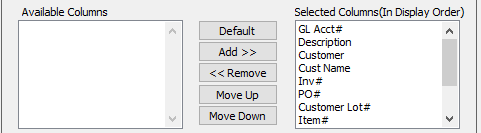 Available Columns
Selected Columns(In Display Order)
Default
Add >>
<< Remove
Move Up
Move Down
GL Acct#
Description
Customer
Cust Name
Inv#
PO#
Customer Lot#
Item#